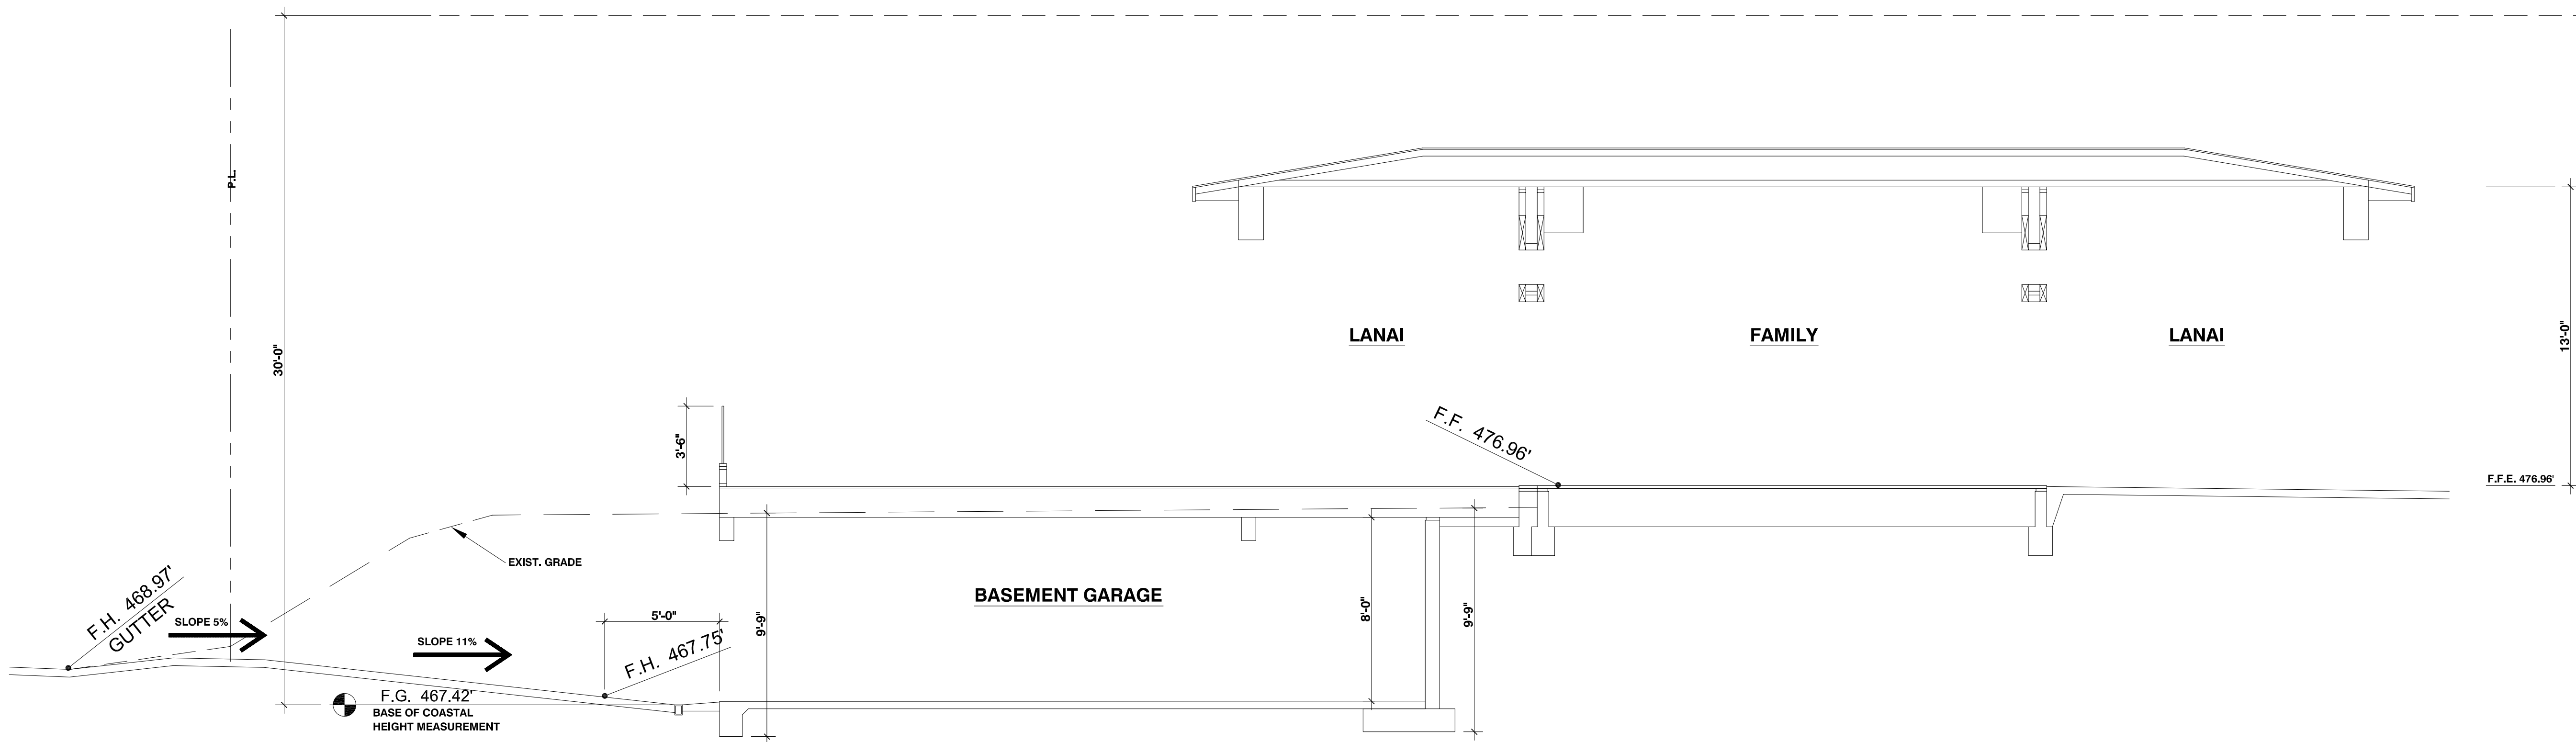 P.L.
30'-0"
LANAI
FAMILY
LANAI
13'-0"
3'-6"
F.F. 476.96'
F.F.E. 476.96'
EXIST. GRADE
F.H. 468.97'
GUTTER
SLOPE 5%
SLOPE 11%
5'-0"
F.H. 467.75'
9'-9"
BASEMENT GARAGE
8'-0"
9'-9"
F.G. 467.42'
BASE OF COASTAL
HEIGHT MEASUREMENT